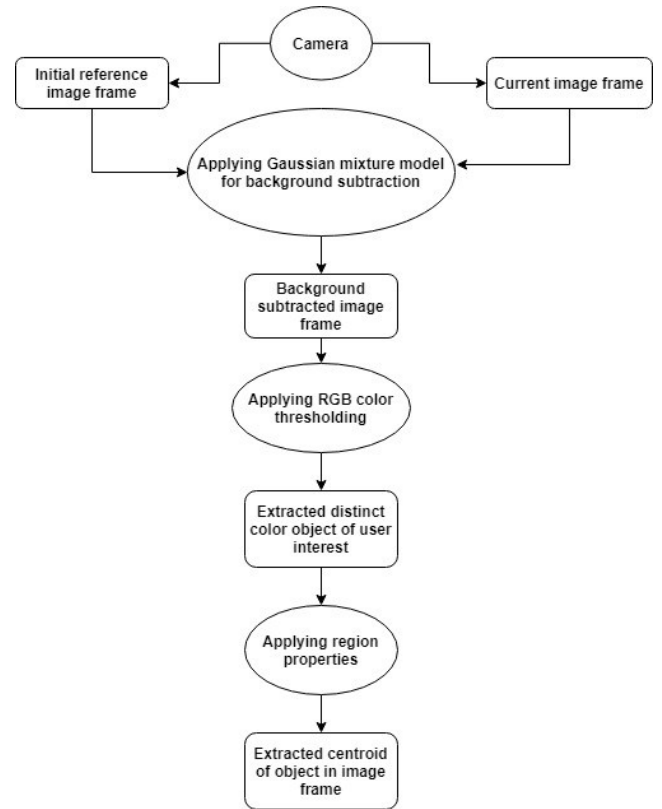 Camera
Initial reference
image frame
Current image frame
Applying Gaussian mixture model
for background subtraction
Background
subtracted image
frame
Applying RGB color
thresholding
Extracted distinct
color object of user
interest
Applying region
properties
Extracted centroid
of object in image
frame